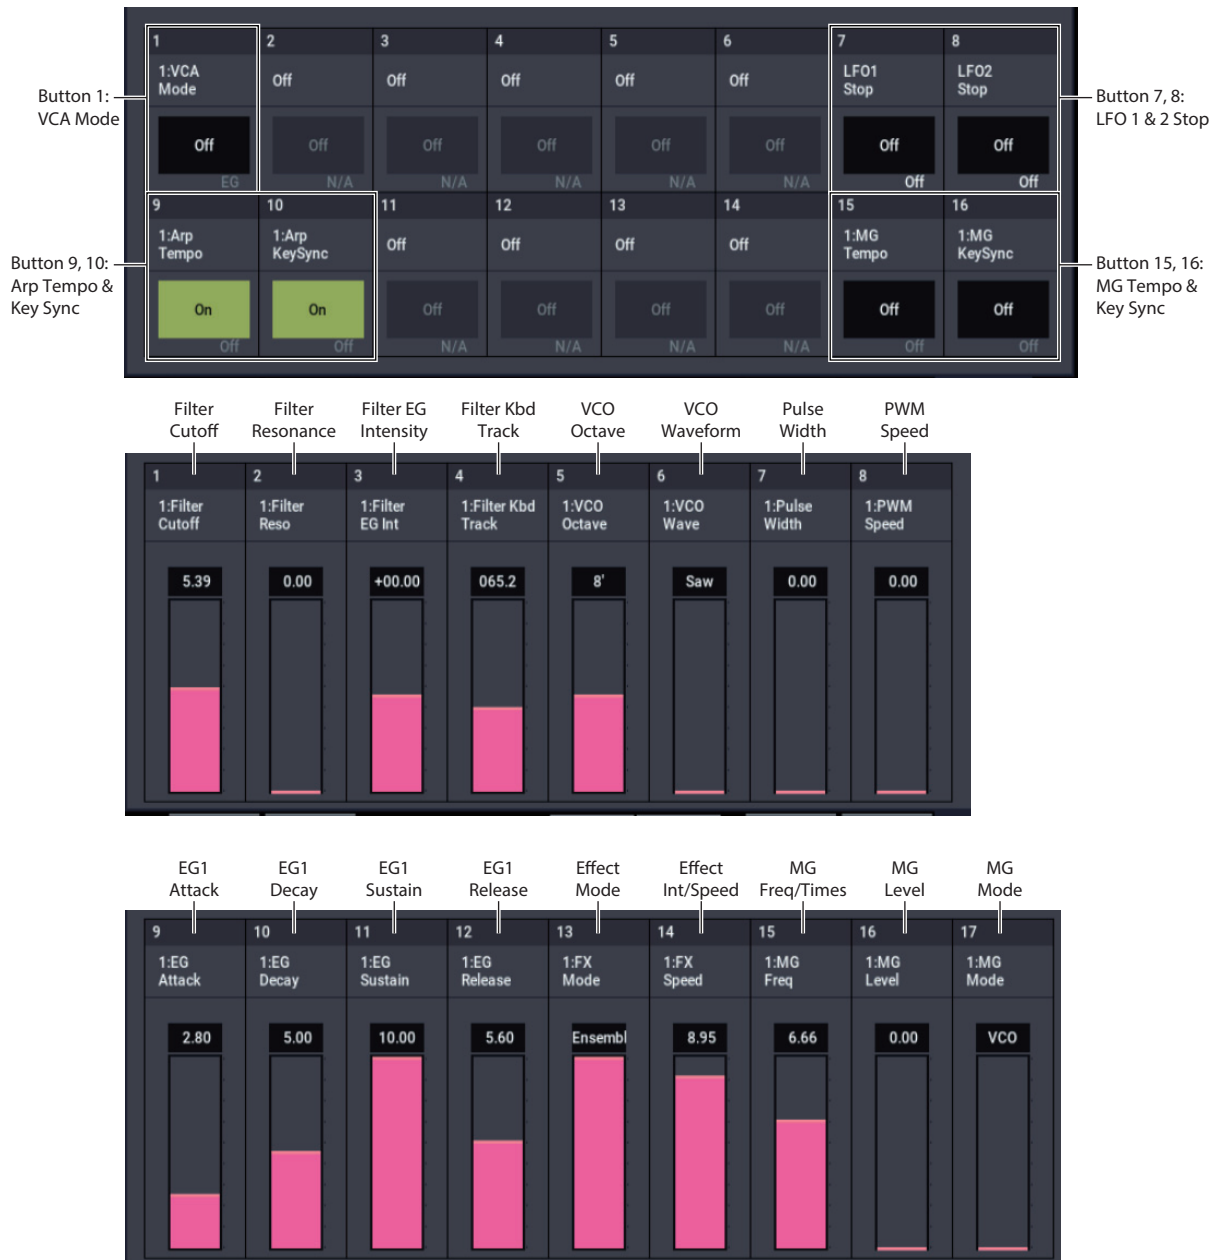 1 2 3 4 5 6 7 8
1:VCA
Mode
Off
Off
Off
Off
Off
LFO1
Stop
LFO2
Stop
Button 1:
VCA Mode
Button 7, 8:
LFO 1 & 2 Stop
Off Off Off Off Off Off Off Off
EG N/A N/A N/A N/A N/A Off Off
9 10 11 12 13 14 15 16
1:Arp
Tempo
1:Arp
KeySync
Off
Off
Off
Off
1:MG
Tempo
1:MG
KeySync
Button 9, 10:
Arp Tempo &
Key Sync
Button 15, 16:
MG Tempo &
Key Sync
On On Off Off Off Off Off Off
Off Off N/A N/A N/A N/A Off Off
Filter
Cutoff
Filter
Resonance
Filter EG
Intensity
Filter Kbd
Track
VCO
Octave
VCO
Waveform
Pulse
Width
PWM
Speed
1 2 3 4 5 6 7 8
1:Filter
Cutoff
1:Filter
Reso
1:Filter
EG Int
1:Filter Kbd
Track
1:VCO
Octave
1:VCO
Wave
1:Pulse
Width
1:PWM
Speed
5.39 0.00 +00.00 065.2 8' Saw 0.00 0.00
EG1
Attack
EG1
Decay
EG1
Sustain
EG1
Release
Effect
Mode
Effect
Int/Speed
MG
Freq/Times
MG
Level
MG
Mode
9 10 11 12 13 14 15 16 17
1:EG
Attack
1:EG
Decay
1:EG
Sustain
1:EG
Release
1:FX
Mode
1:FX
Speed
1:MG
Freq
1:MG
Level
1:MG
Mode
2.80 5.00 10.00 5.60 Ensembl 8.95 6.66 0.00 VCO